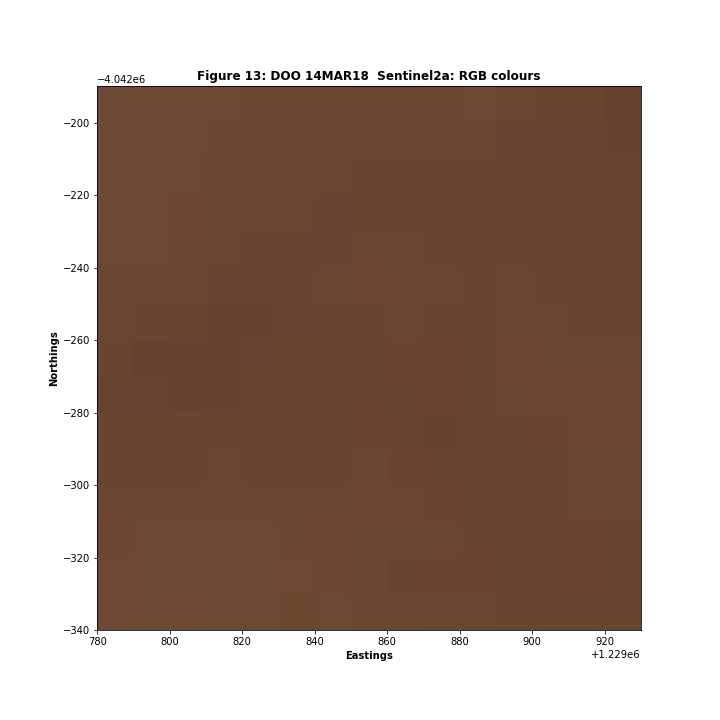 Figure 13: DOO 14MAR18  Sentinel2a: RGB colours
−4.042e6
−200
−220
−240
−260
−280
−300
−320
−340
Northings
780 800 820 840 860 880 900 920
+1.229e6
Eastings